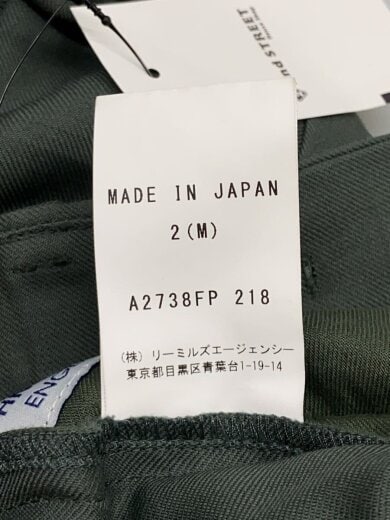 nd STREET
MADE IN JAPAN
2(M)
A2738FP 218
(株) リーミルズエージェンシー
東京都目黒区青葉台1-19-14
ENG